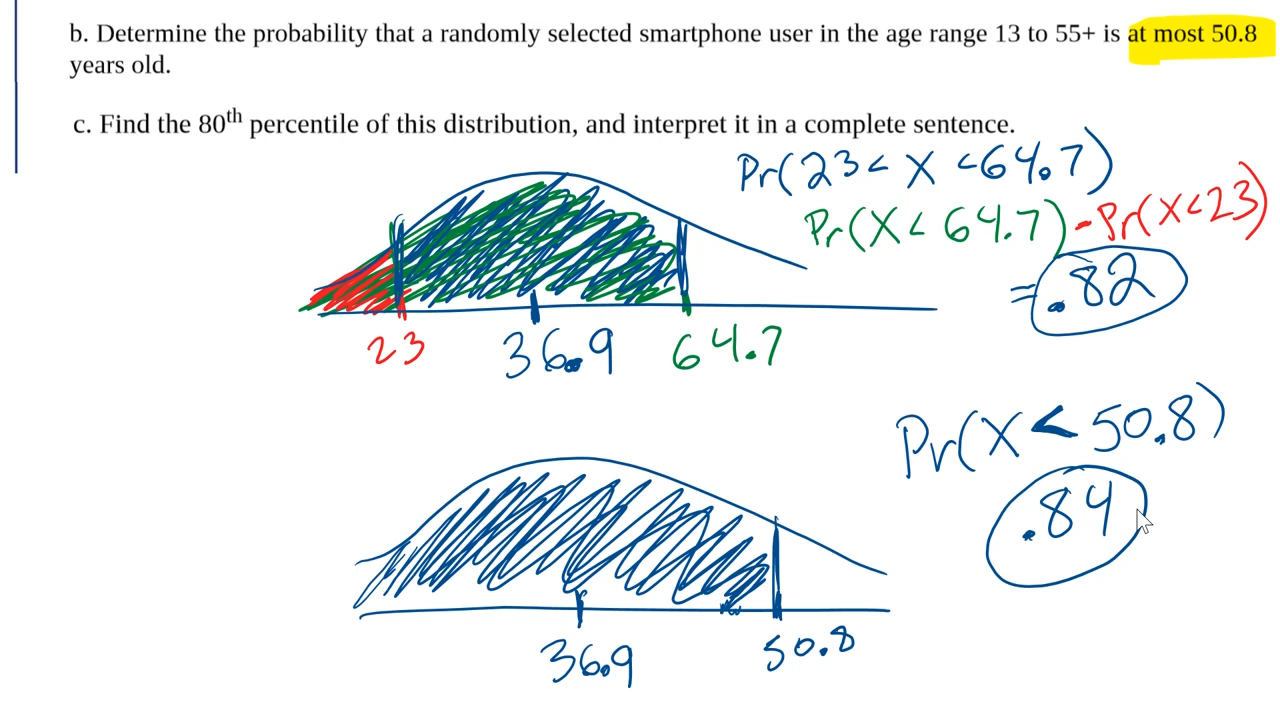 b. Determine the probability that a randomly selected smartphone user in the age range 13 to 55+ is at most 50.8
years old.
c. Find the 80th percentile of this distribution, and interpret it in a complete sentence.
Pr(23 < X < 64.7)
Pr(X < 64.7) - Pr(X < 23)
= .82
23 36.9 64.7
Pr(X < 50.8)
.84
36.9 50.8